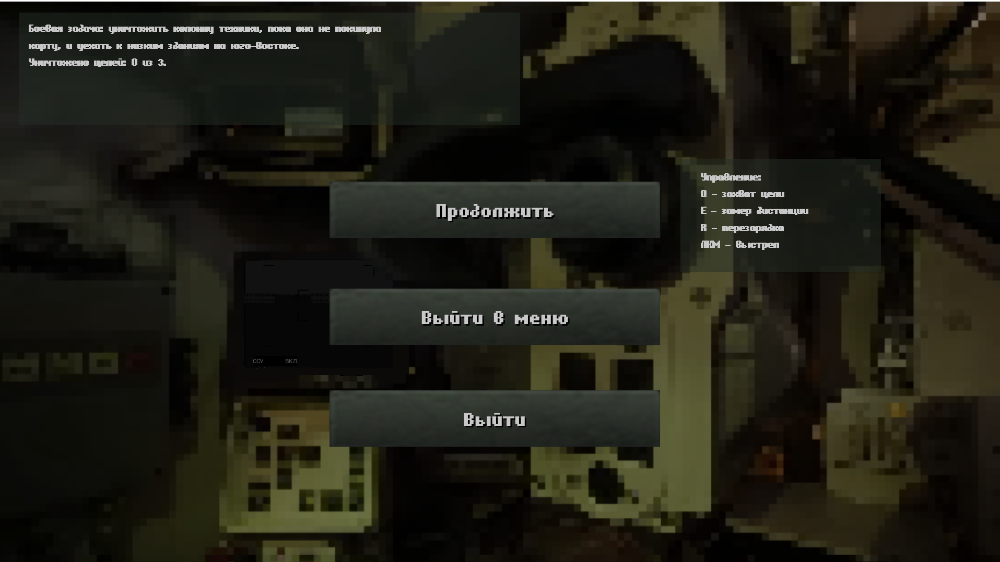 Боевая задача: уничтожить колонну техники, пока она не покинула
карту, и уехать к низким зданиям на юго-востоке.
Уничтожено целей: 0 из 3.
Управление:
Q - захват цели
E - замер дистанции
R - перезарядка
ЛКМ - выстрел
Продолжить
Выйти в меню
ССУ ВКЛ
Выйти